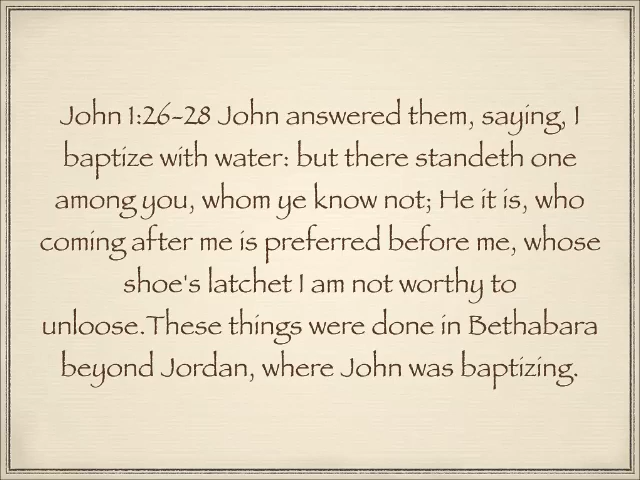 John 1:26-28 John answered them, saying, I
baptize with water: but there standeth one
among you, whom ye know not; He it is, who
coming after me is preferred before me, whose
shoe's latchet I am not worthy to
unloose.These things were done in Bethabara
beyond Jordan, where John was baptizing.